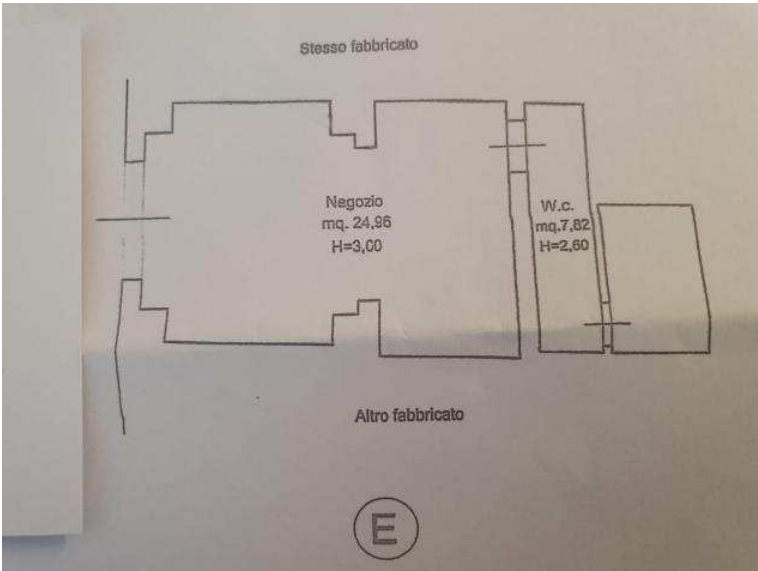 Stesso fabbricato
Negozio
mq. 24,96
H=3,00
W.c.
mq.7,82
H=2,60
Altro fabbricato
E